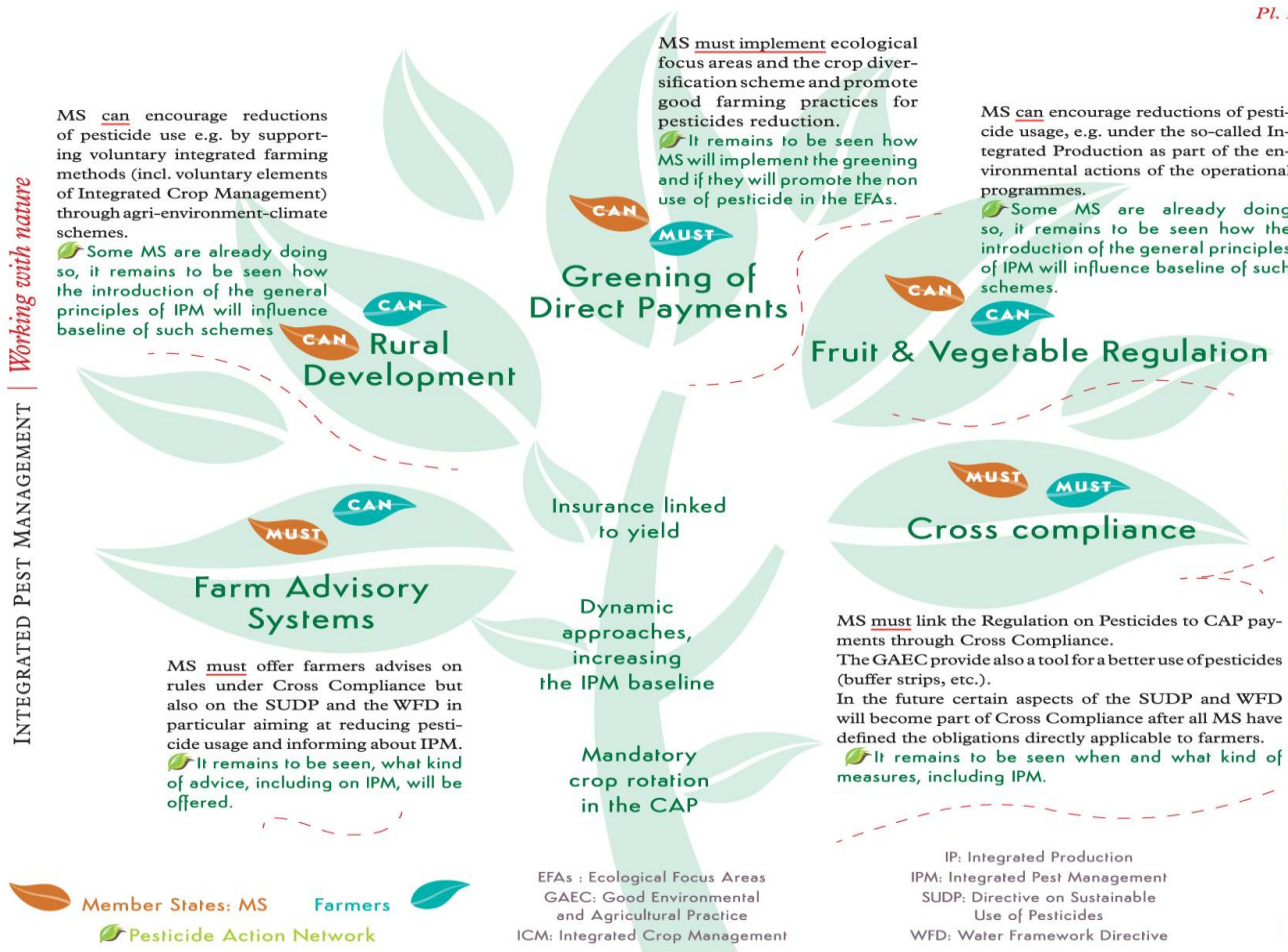 Pl.
INTEGRATED PEST MANAGEMENT | Working with nature
MS can encourage reductions
of pesticide use e.g. by support-
ing voluntary integrated farming
methods (incl. voluntary elements
of Integrated Crop Management)
through agri-environment-climate
schemes.
Some MS are already doing
so, it remains to be seen how
the introduction of the general
principles of IPM will influence
baseline of such schemes
CAN
CAN
Rural
Development
MS must implement ecological
focus areas and the crop diver-
sification scheme and promote
good farming practices for
pesticides reduction.
It remains to be seen how
MS will implement the greening
and if they will promote the non
use of pesticide in the EFAs.
CAN
MUST
Greening of
Direct Payments
MS can encourage reductions of pesti-
cide usage, e.g. under the so-called In-
tegrated Production as part of the en-
vironmental actions of the operational
programmes.
Some MS are already doing
so, it remains to be seen how the
introduction of the general principles
of IPM will influence baseline of such
schemes.
CAN
CAN
Fruit & Vegetable Regulation
CAN
MUST
Farm Advisory
Systems
MS must offer farmers advises on
rules under Cross Compliance but
also on the SUDP and the WFD in
particular aiming at reducing pesti-
cide usage and informing about IPM.
It remains to be seen, what kind
of advice, including on IPM, will be
offered.
Insurance linked
to yield
Dynamic
approaches,
increasing
the IPM baseline
Mandatory
crop rotation
in the CAP
MUST
MUST
Cross compliance
MS must link the Regulation on Pesticides to CAP pay-
ments through Cross Compliance.
The GAEC provide also a tool for a better use of pesticides
(buffer strips, etc.).
In the future certain aspects of the SUDP and WFD
will become part of Cross Compliance after all MS have
defined the obligations directly applicable to farmers.
It remains to be seen when and what kind of
measures, including IPM.
Member States: MS
Farmers
Pesticide Action Network
EFAs : Ecological Focus Areas
GAEC: Good Environmental
and Agricultural Practice
ICM: Integrated Crop Management
IP: Integrated Production
IPM: Integrated Pest Management
SUDP: Directive on Sustainable
Use of Pesticides
WFD: Water Framework Directive